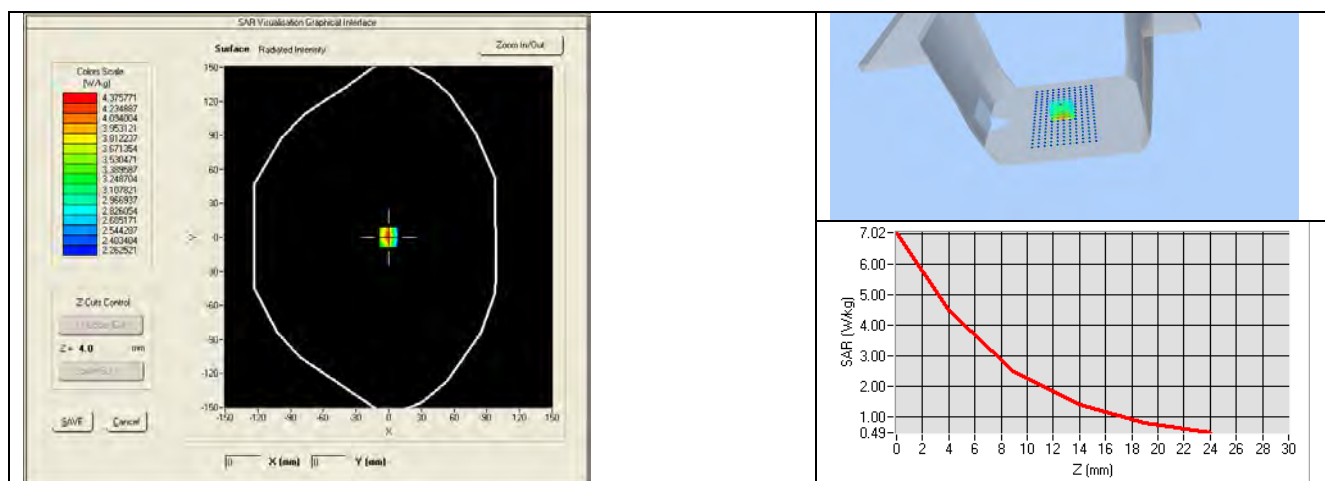 SAR Visualisation Graphical Interface
Surface Radiated Intensity
Zoom In/Out
Colors Scale
(W/kg)
4.375771
4.234887
4.094004
3.953121
3.812237
3.671354
3.530471
3.389587
3.248704
3.107821
2.966937
2.826054
2.685171
2.544287
2.403404
2.262521
150-
120-
90-
60-
30-
0-
-30-
-60-
-90-
-120-
-150-
Y
-150 -120 -90 -60 -30 0 30 60 90 120 150
X
Z Cuts Control
Z = 4.0 mm
SAVE
Cancel
0 X (mm) 0 Y (mm)
7.02-
6.00-
5.00-
4.00-
3.00-
2.00-
1.00-
0.49-
SAR (W/kg)
0 2 4 6 8 10 12 14 16 18 20 22 24 26 28 30
Z (mm)